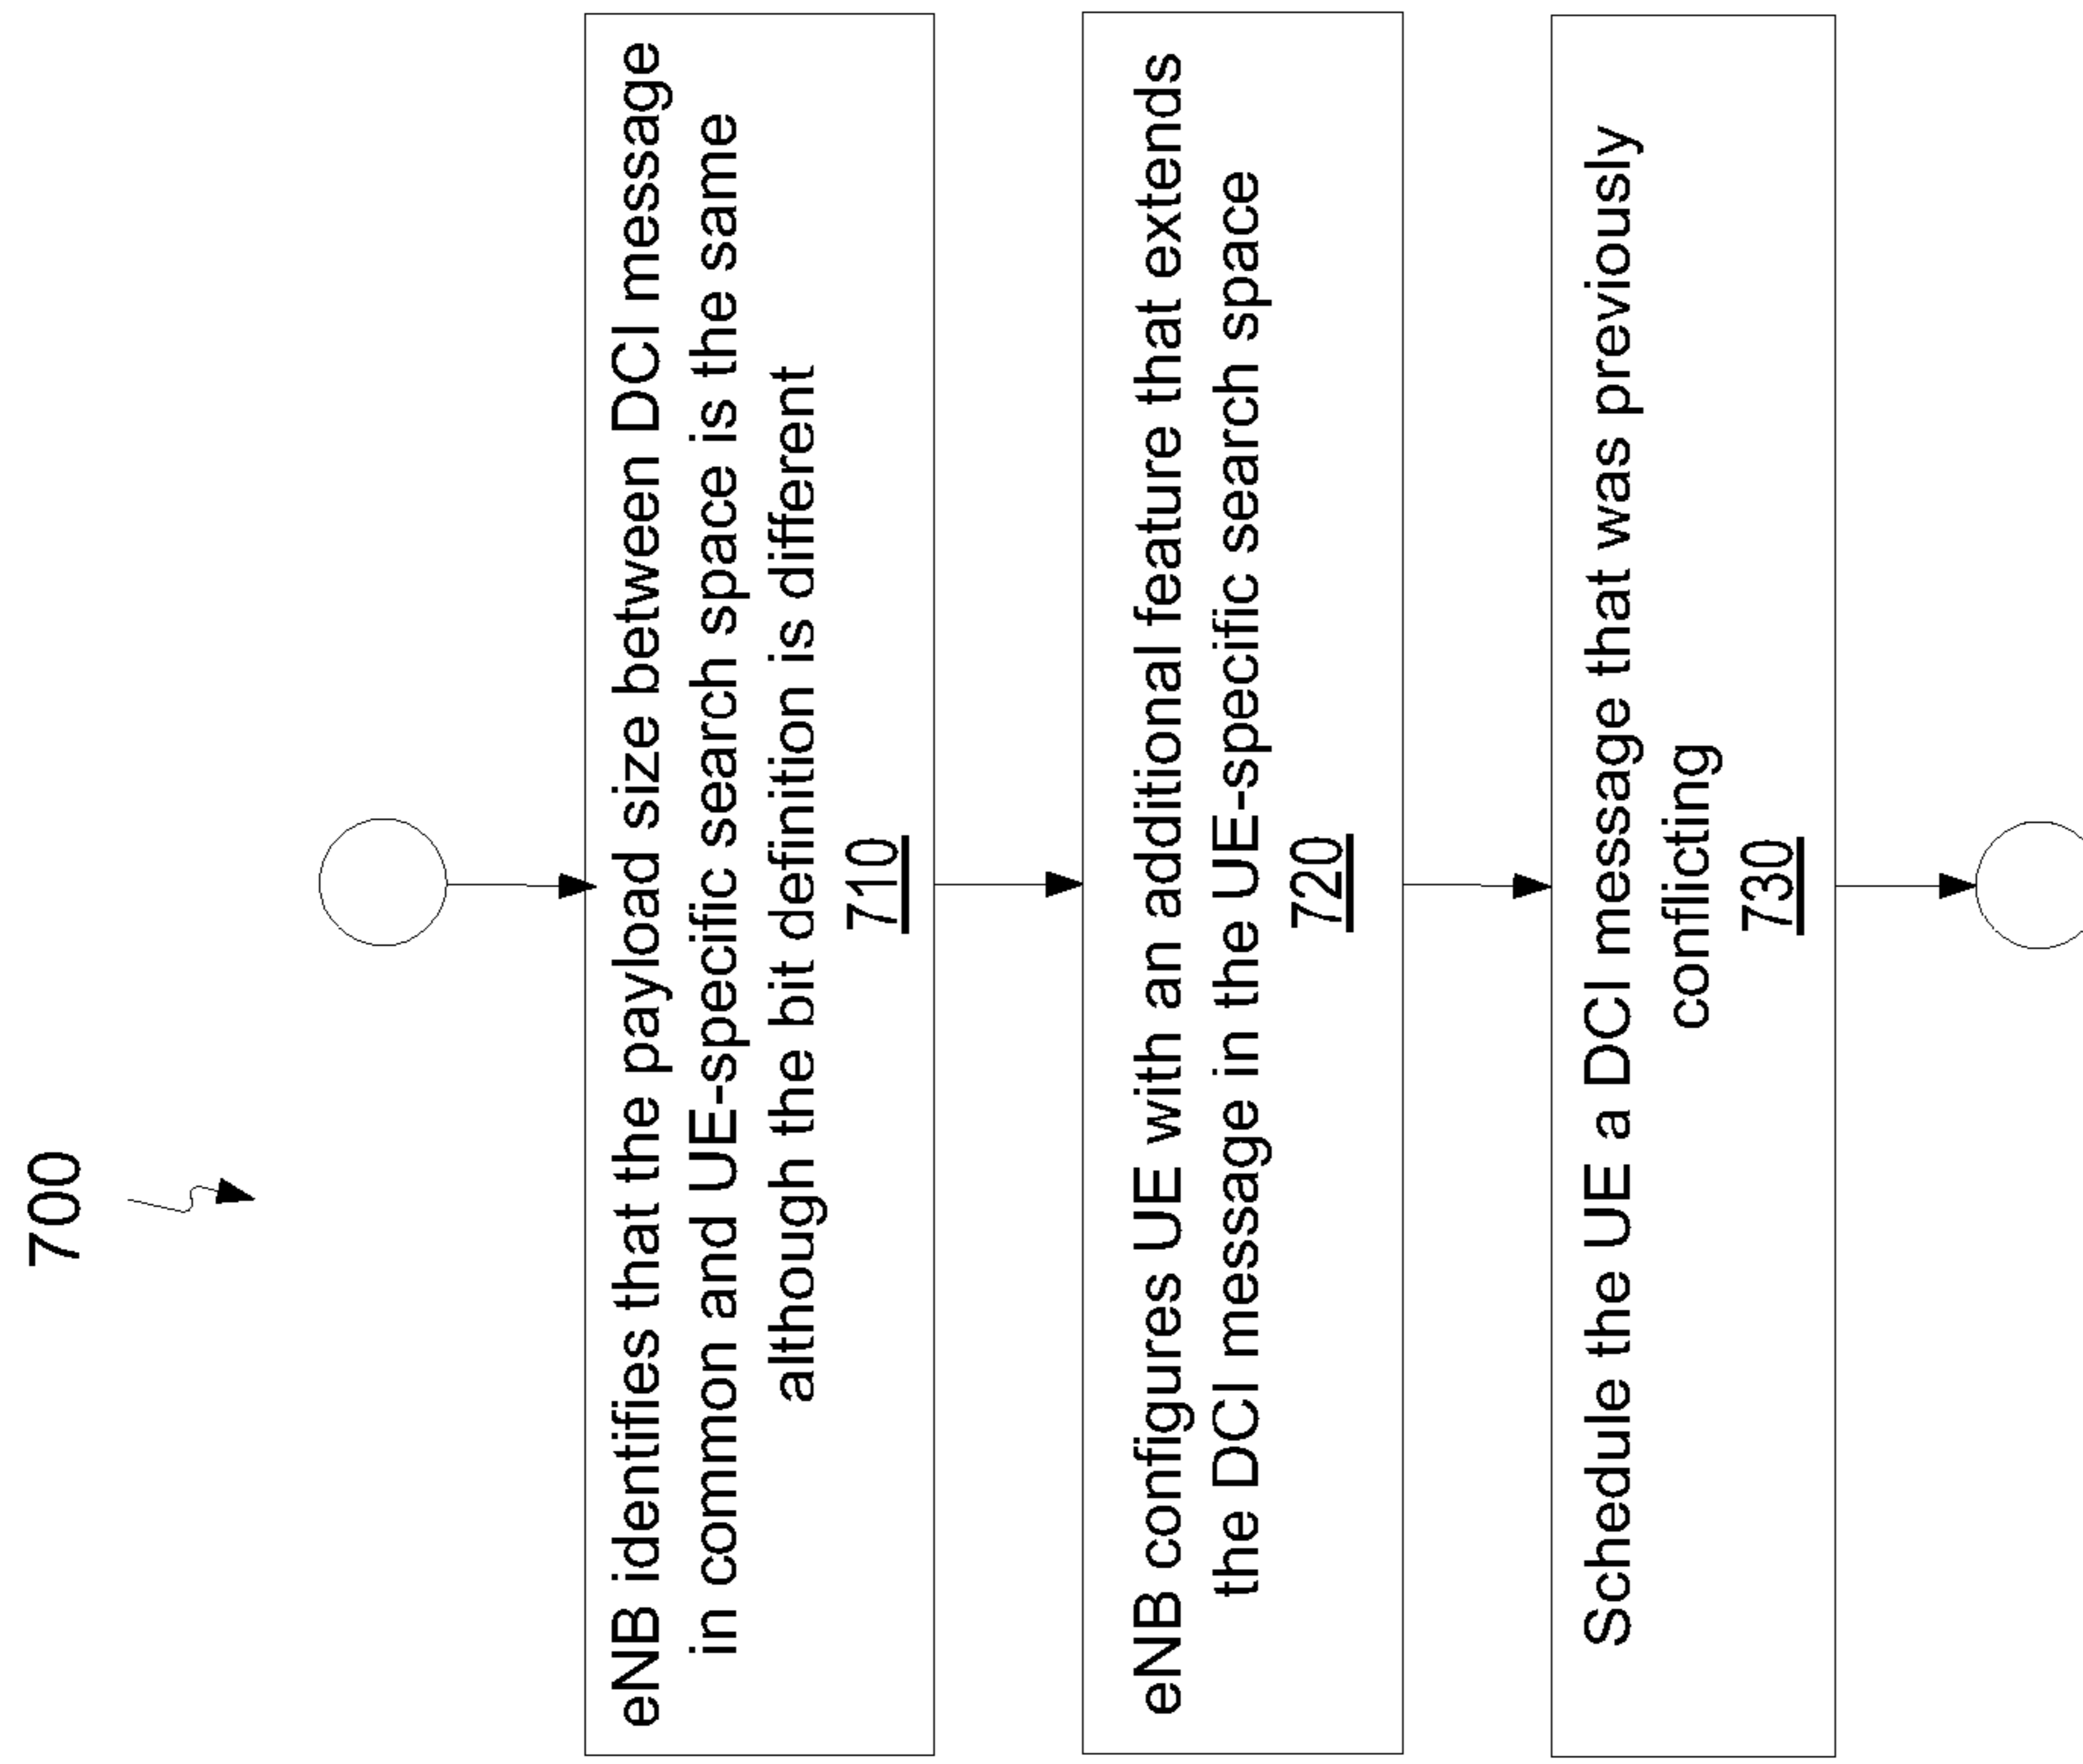 700
eNB identifies that the payload size between DCI message
in common and UE-specific search space is the same
although the bit definition is different
710
eNB configures UE with an additional feature that extends
the DCI message in the UE-specific search space
720
Schedule the UE a DCI message that was previously
conflicting
730